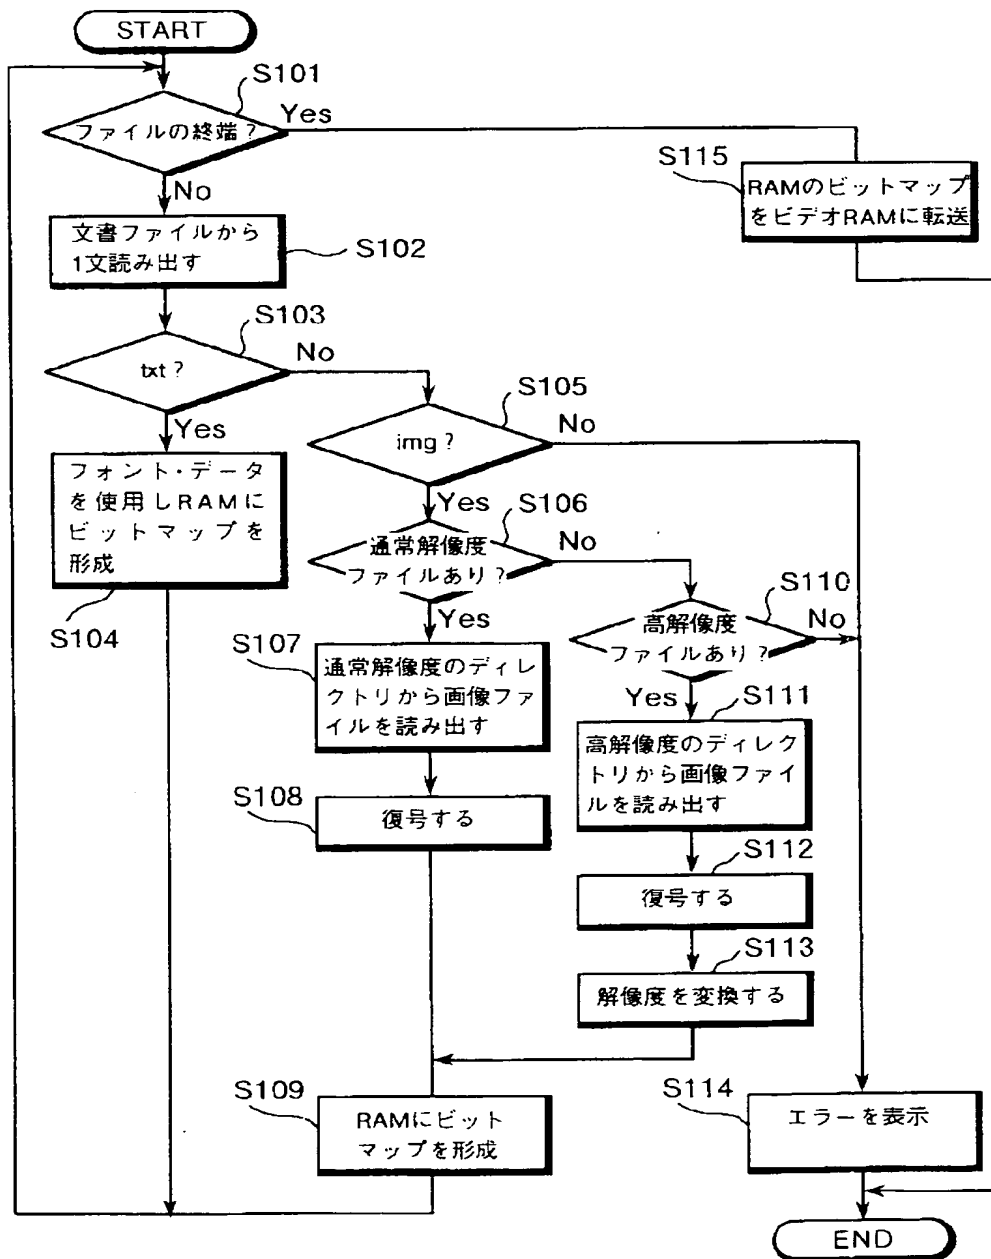 START
S101
ファイルの終端?
Yes
No
S115
RAMのビットマップ
をビデオRAMに転送
文書ファイルから
1文読み出す
S102
S103
txt?
No
Yes
S105
img?
No
Yes
フォント・データ
を使用しRAMに
ビットマップを
形成
S104
S106
通常解像度
ファイルあり?
No
Yes
S110
高解像度
ファイルあり?
No
Yes
S107
通常解像度のディレ
クトリから画像ファ
イルを読み出す
S111
高解像度のディレク
トリから画像ファイ
ルを読み出す
S108
復号する
S112
復号する
S113
解像度を変換する
S109
RAMにビット
マップを形成
S114
エラーを表示
END